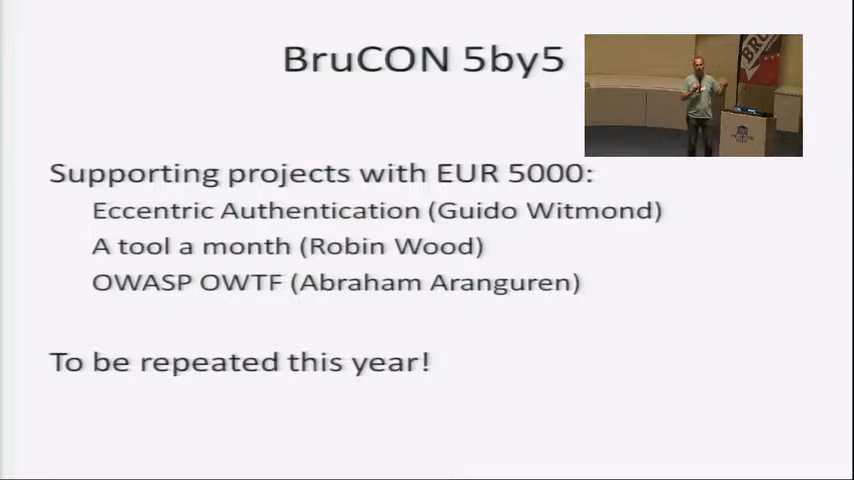 BruCON 5by5
BRU
Supporting projects with EUR 5000:
Eccentric Authentication (Guido Witmond)
A tool a month (Robin Wood)
OWASP OWTF (Abraham Aranguren)
To be repeated this year!